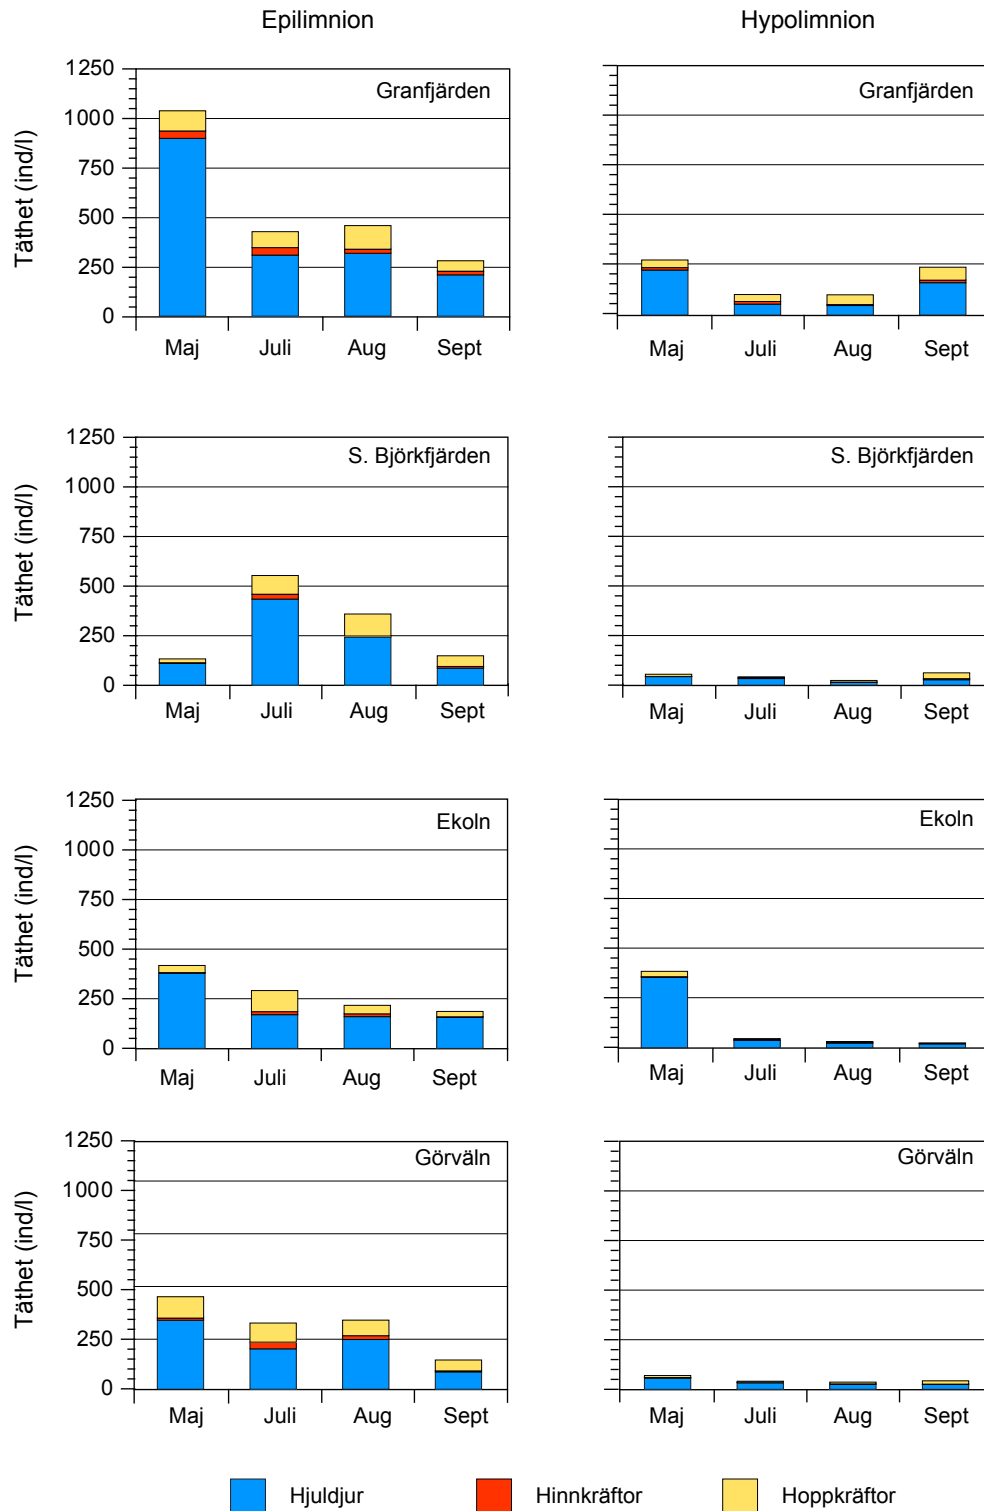 Epilimnion
Hypolimnion
Täthet (ind/l)
1250
1000
750
500
250
0
Granfjärden
Maj Juli Aug Sept
Granfjärden
Maj Juli Aug Sept
Täthet (ind/l)
1250
1000
750
500
250
0
S. Björkfjärden
Maj Juli Aug Sept
S. Björkfjärden
Maj Juli Aug Sept
Täthet (ind/l)
1250
1000
750
500
250
0
Ekoln
Maj Juli Aug Sept
Ekoln
Maj Juli Aug Sept
Täthet (ind/l)
1250
1000
750
500
250
0
Görväln
Maj Juli Aug Sept
Görväln
Maj Juli Aug Sept
Hjuldjur Hinnkräftor Hoppkräftor